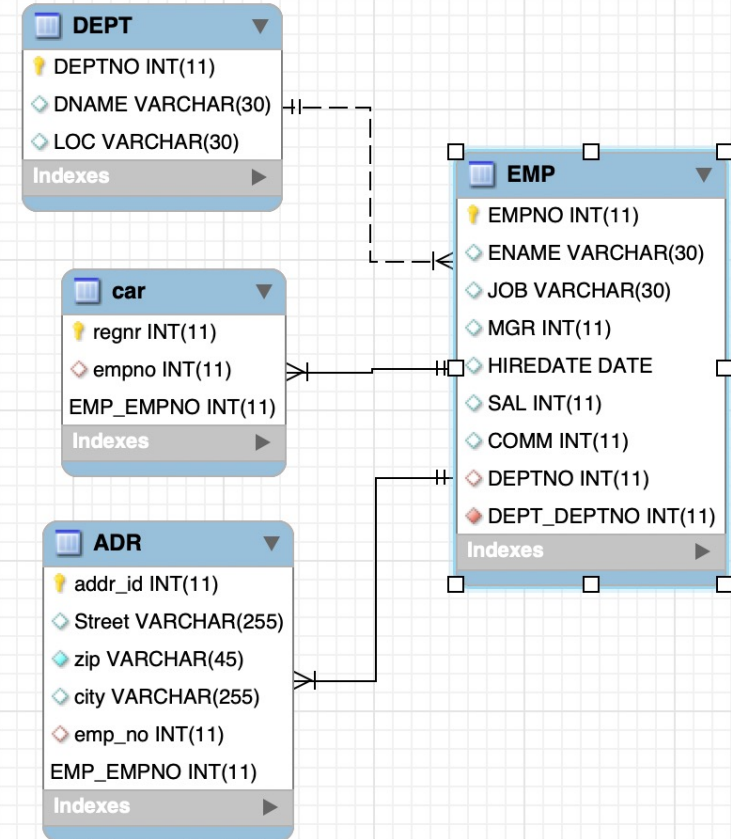 DEPT
DEPTNO INT(11)
DNAME VARCHAR(30)
LOC VARCHAR(30)
Indexes
EMP
EMPNO INT(11)
ENAME VARCHAR(30)
JOB VARCHAR(30)
MGR INT(11)
HIREDATE DATE
SAL INT(11)
COMM INT(11)
DEPTNO INT(11)
DEPT_DEPTNO INT(11)
Indexes
car
regnr INT(11)
empno INT(11)
EMP_EMPNO INT(11)
Indexes
ADR
addr_id INT(11)
Street VARCHAR(255)
zip VARCHAR(45)
city VARCHAR(255)
emp_no INT(11)
EMP_EMPNO INT(11)
Indexes